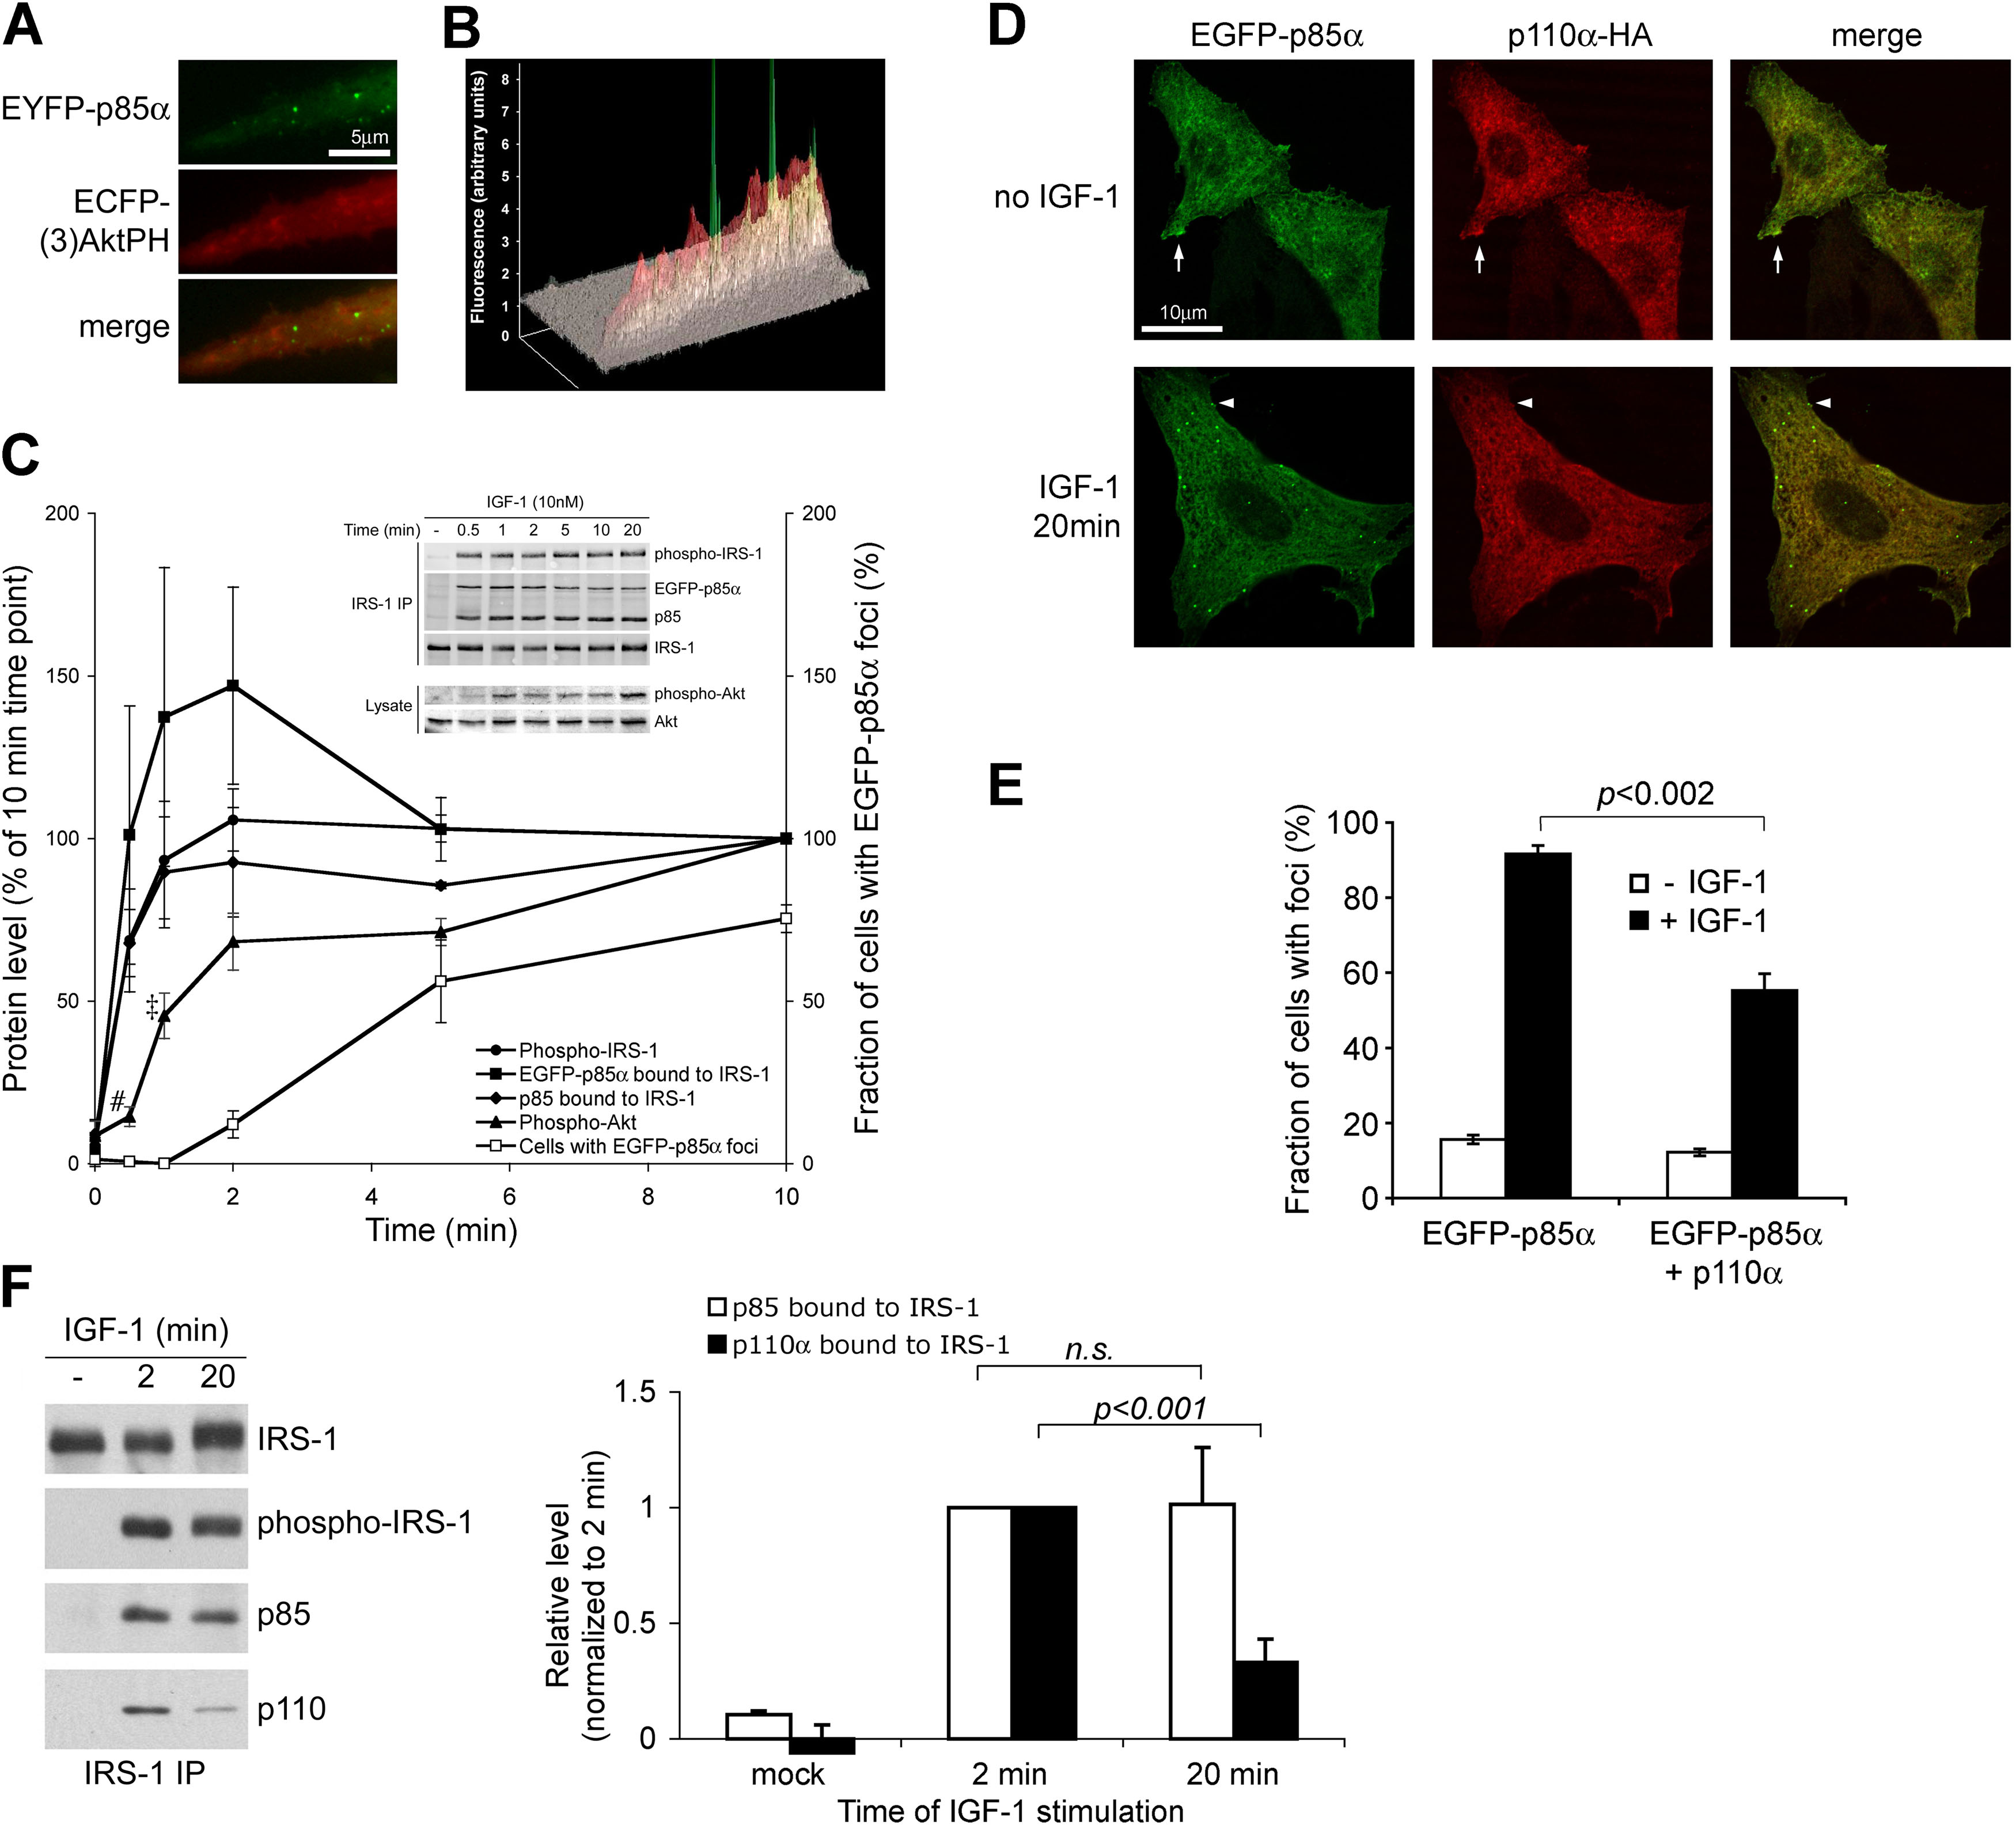 A
EYFP-p85α
5µm
ECFP-
(3)AktPH
merge
B
Fluorescence (arbitrary units)
8
7
6
5
4
3
2
1
0
C
Protein level (% of 10 min time point)
200
150
100
50
0
IGF-1 (10nM)
Time (min) - 0.5 1 2 5 10 20
IRS-1 IP
phospho-IRS-1
EGFP-p85α
p85
IRS-1
Lysate
phospho-Akt
Akt
#
‡
Phospho-IRS-1
EGFP-p85α bound to IRS-1
p85 bound to IRS-1
Phospho-Akt
Cells with EGFP-p85α foci
200
150
100
50
0
Fraction of cells with EGFP-p85α foci (%)
0 2 4 6 8 10
Time (min)
D
EGFP-p85α p110α-HA merge
no IGF-1
10µm
IGF-1
20min
E
Fraction of cells with foci (%)
100
80
60
40
20
0
p<0.002
- IGF-1
+ IGF-1
EGFP-p85α
EGFP-p85α
+ p110α
F
IGF-1 (min)
- 2 20
IRS-1
phospho-IRS-1
p85
p110
IRS-1 IP
p85 bound to IRS-1
p110α bound to IRS-1
n.s.
p<0.001
Relative level
(normalized to 2 min)
1.5
1
0.5
0
mock 2 min 20 min
Time of IGF-1 stimulation